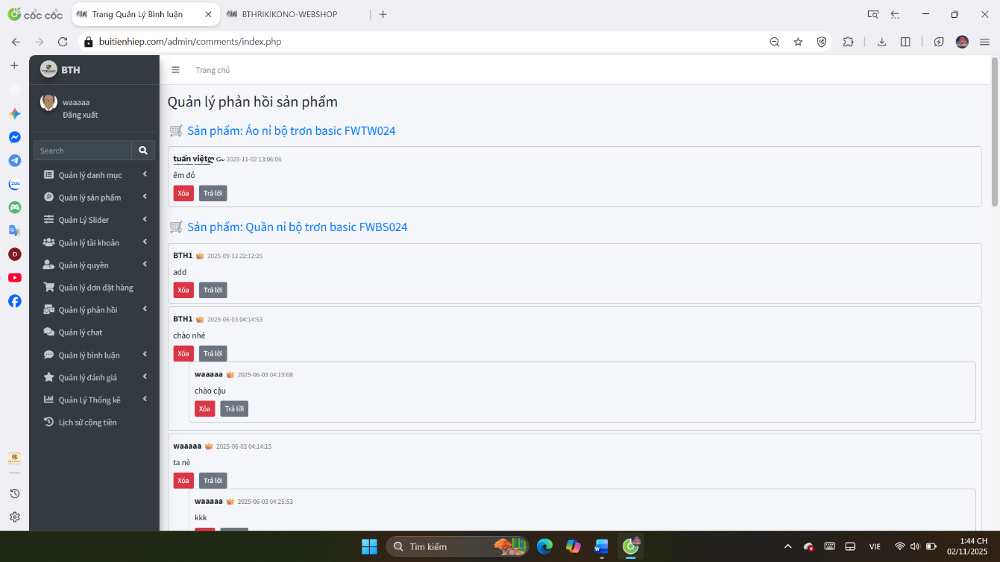 cốc cốc
Trang Quản Lý Bình luận
BTHRIKIKONO-WEBSHOP
buitienhiep.com/admin/comments/index.php
BTH
Trang chủ
waaaaa
Đăng xuất
Search
Quản lý danh mục
Quản lý sản phẩm
Quản Lý Slider
Quản lý tài khoản
Quản lý quyền
Quản lý đơn đặt hàng
Quản lý phản hồi
Quản lý chat
Quản lý bình luận
Quản lý đánh giá
Quản Lý Thống kê
Lịch sử cộng tiền
Quản lý phản hồi sản phẩm
Sản phẩm: Áo nỉ bộ trơn basic FWTW024
tuấn việt 2025-11-02 13:06:06
êm đó
Xóa Trả lời
Sản phẩm: Quần nỉ bộ trơn basic FWBS024
BTH1 2025-09-12 22:12:25
add
Xóa Trả lời
BTH1 2025-06-03 04:14:53
chào nhé
Xóa Trả lời
waaaaa 2025-06-03 04:19:08
chào cậu
Xóa Trả lời
waaaaa 2025-06-03 04:14:15
ta nè
Xóa Trả lời
waaaaa 2025-06-03 04:25:53
kkk
Zalo
D
Tìm kiếm
VIE
1:44 CH
02/11/2025